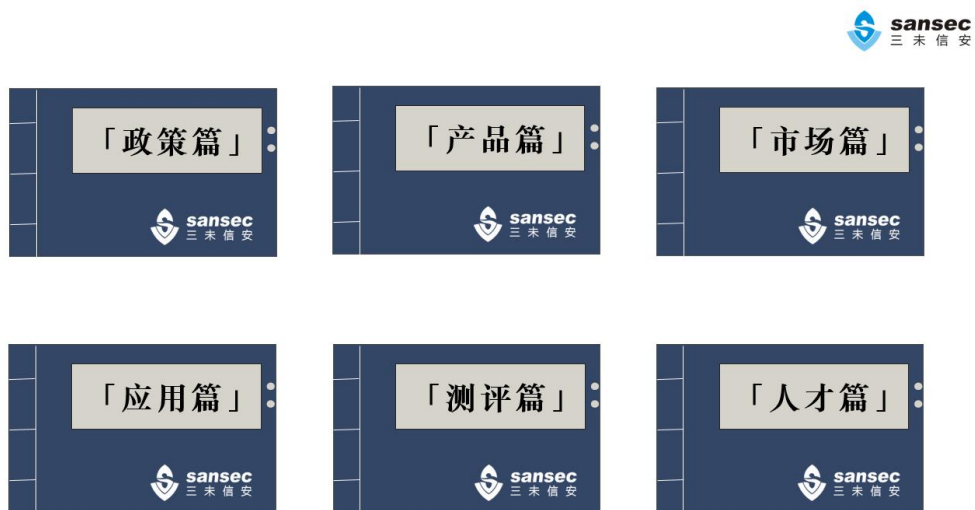 sansec
三未信安
「政策篇」
sansec
三未信安
「产品篇」
sansec
三未信安
「市场篇」
sansec
三未信安
「应用篇」
sansec
三未信安
「测评篇」
sansec
三未信安
「人才篇」
sansec
三未信安